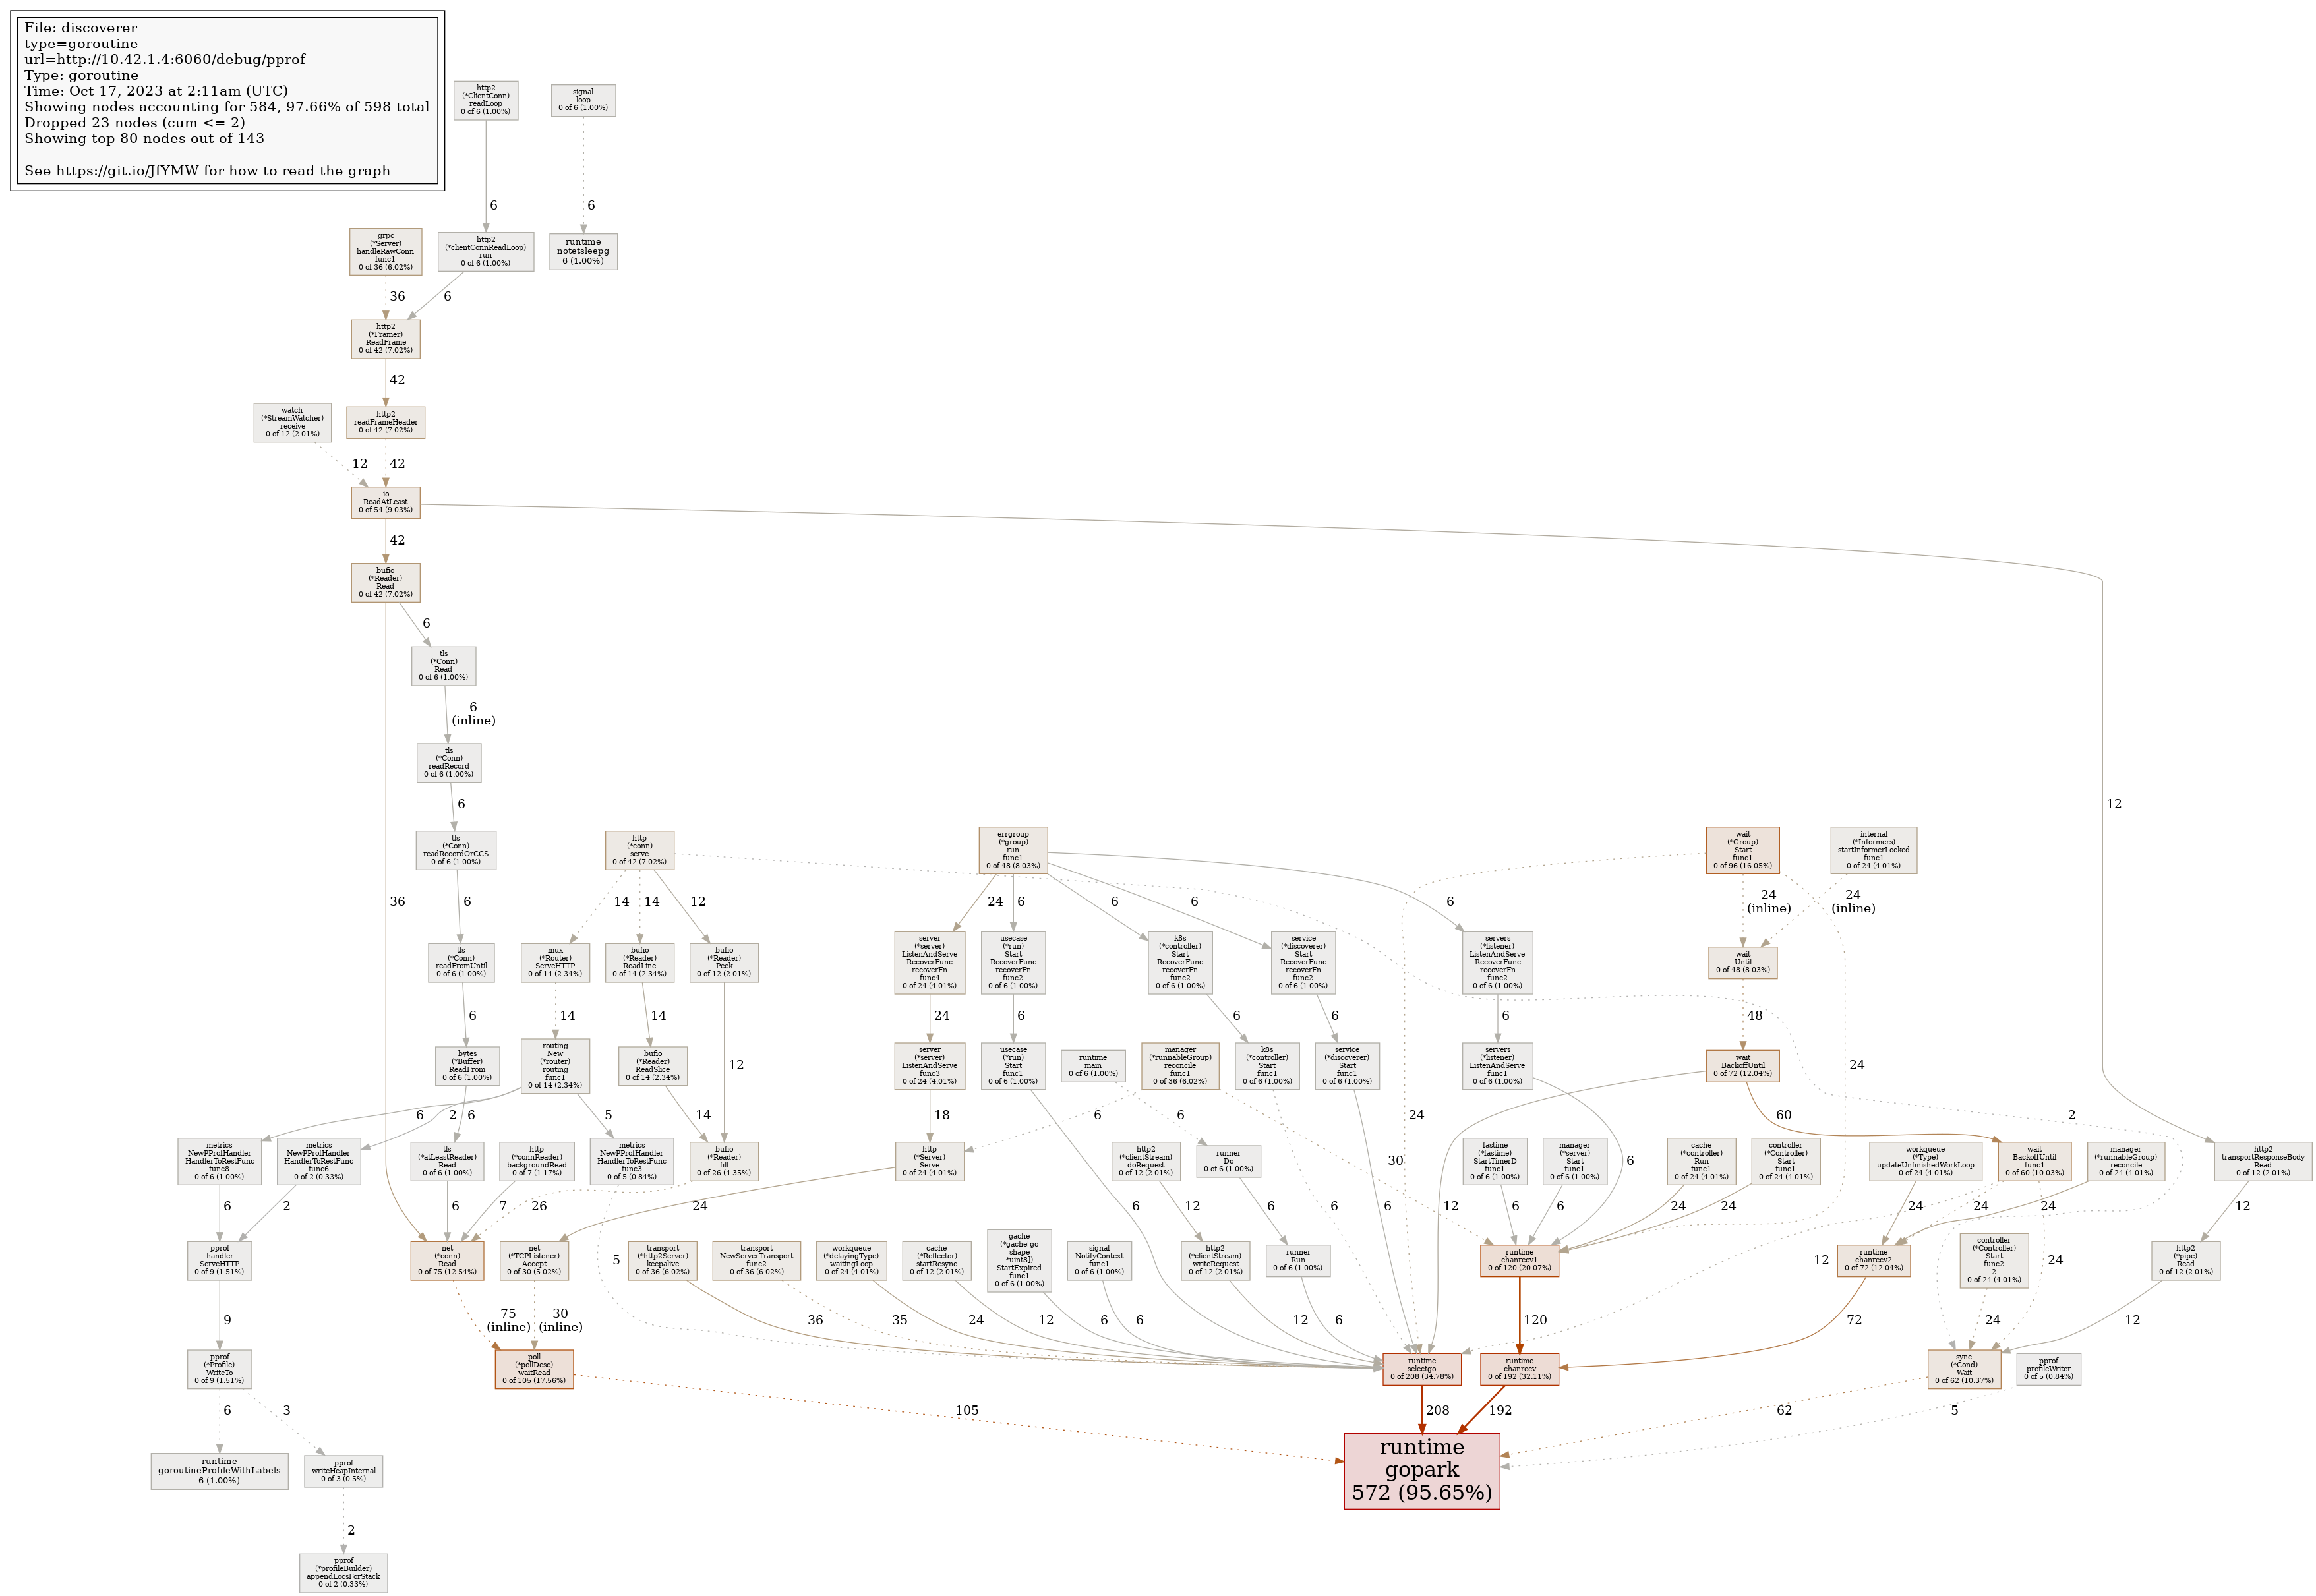 File: discoverer
type=goroutine
url=http://10.42.1.4:6060/debug/pprof
Type: goroutine
Time: Oct 17, 2023 at 2:11am (UTC)
Showing nodes accounting for 584, 97.66% of 598 total
Dropped 23 nodes (cum <= 2)
Showing top 80 nodes out of 143
See https://git.io/JfYMW for how to read the graph
http2
(*ClientConn)
readLoop
0 of 6 (1.00%)
signal
loop
0 of 6 (1.00%)
6
6
grpc
(*Server)
handleRawConn
func1
0 of 36 (6.02%)
http2
(*clientConnReadLoop)
run
0 of 6 (1.00%)
runtime
notetsleepg
6 (1.00%)
36
6
http2
(*Framer)
ReadFrame
0 of 42 (7.02%)
42
watch
(*StreamWatcher)
receive
0 of 12 (2.01%)
http2
readFrameHeader
0 of 42 (7.02%)
12
42
io
ReadAtLeast
0 of 54 (9.03%)
42
12
bufio
(*Reader)
Read
0 of 42 (7.02%)
6
36
tls
(*Conn)
Read
0 of 6 (1.00%)
6
(inline)
tls
(*Conn)
readRecord
0 of 6 (1.00%)
6
tls
(*Conn)
readRecordOrCCS
0 of 6 (1.00%)
http
(*conn)
serve
0 of 42 (7.02%)
errgroup
(*group)
run
func1
0 of 48 (8.03%)
wait
(*Group)
Start
func1
0 of 96 (16.05%)
internal
(*Informers)
startInformerLocked
func1
0 of 24 (4.01%)
6
14
14
12
2
24
6
6
6
6
24
24
(inline)
24
24
(inline)
tls
(*Conn)
readFromUntil
0 of 6 (1.00%)
mux
(*Router)
ServeHTTP
0 of 14 (2.34%)
bufio
(*Reader)
ReadLine
0 of 14 (2.34%)
bufio
(*Reader)
Peek
0 of 12 (2.01%)
server
(*server)
ListenAndServe
RecoverFunc
recoverFn
func4
0 of 24 (4.01%)
usecase
(*run)
Start
RecoverFunc
recoverFn
func2
0 of 6 (1.00%)
k8s
(*controller)
Start
RecoverFunc
recoverFn
func2
0 of 6 (1.00%)
service
(*discoverer)
Start
RecoverFunc
recoverFn
func2
0 of 6 (1.00%)
servers
(*listener)
ListenAndServe
RecoverFunc
recoverFn
func2
0 of 6 (1.00%)
wait
Until
0 of 48 (8.03%)
6
14
14
12
24
6
6
6
6
48
bytes
(*Buffer)
ReadFrom
0 of 6 (1.00%)
routing
New
(*router)
routing
func1
0 of 14 (2.34%)
bufio
(*Reader)
ReadSlice
0 of 14 (2.34%)
server
(*server)
ListenAndServe
func3
0 of 24 (4.01%)
usecase
(*run)
Start
func1
0 of 6 (1.00%)
runtime
main
0 of 6 (1.00%)
manager
(*runnableGroup)
reconcile
func1
0 of 36 (6.02%)
k8s
(*controller)
Start
func1
0 of 6 (1.00%)
service
(*discoverer)
Start
func1
0 of 6 (1.00%)
servers
(*listener)
ListenAndServe
func1
0 of 6 (1.00%)
wait
BackoffUntil
0 of 72 (12.04%)
6
2
6
5
14
18
6
6
6
30
6
6
6
12
60
metrics
NewPProfHandler
HandlerToRestFunc
func8
0 of 6 (1.00%)
metrics
NewPProfHandler
HandlerToRestFunc
func6
0 of 2 (0.33%)
tls
(*atLeastReader)
Read
0 of 6 (1.00%)
http
(*connReader)
backgroundRead
0 of 7 (1.17%)
metrics
NewPProfHandler
HandlerToRestFunc
func3
0 of 5 (0.84%)
bufio
(*Reader)
fill
0 of 26 (4.35%)
http
(*Server)
Serve
0 of 24 (4.01%)
http2
(*clientStream)
doRequest
0 of 12 (2.01%)
runner
Do
0 of 6 (1.00%)
fastime
(*fastime)
StartTimerD
func1
0 of 6 (1.00%)
manager
(*server)
Start
func1
0 of 6 (1.00%)
cache
(*controller)
Run
func1
0 of 24 (4.01%)
controller
(*Controller)
Start
func1
0 of 24 (4.01%)
workqueue
(*Type)
updateUnfinishedWorkLoop
0 of 24 (4.01%)
wait
BackoffUntil
func1
0 of 60 (10.03%)
manager
(*runnableGroup)
reconcile
0 of 24 (4.01%)
http2
transportResponseBody
Read
0 of 12 (2.01%)
6
2
6
7
5
26
24
12
6
6
6
24
24
24
12
24
24
24
12
pprof
handler
ServeHTTP
0 of 9 (1.51%)
net
(*conn)
Read
0 of 75 (12.54%)
net
(*TCPListener)
Accept
0 of 30 (5.02%)
transport
(*http2Server)
keepalive
0 of 36 (6.02%)
transport
NewServerTransport
func2
0 of 36 (6.02%)
workqueue
(*delayingType)
waitingLoop
0 of 24 (4.01%)
cache
(*Reflector)
startResync
0 of 12 (2.01%)
gache
(*gache[go
shape
*uint8])
StartExpired
func1
0 of 6 (1.00%)
signal
NotifyContext
func1
0 of 6 (1.00%)
http2
(*clientStream)
writeRequest
0 of 12 (2.01%)
runner
Run
0 of 6 (1.00%)
runtime
chanrecv1
0 of 120 (20.07%)
runtime
chanrecv2
0 of 72 (12.04%)
controller
(*Controller)
Start
func2
2
0 of 24 (4.01%)
http2
(*pipe)
Read
0 of 12 (2.01%)
9
75
(inline)
30
(inline)
36
35
24
12
6
6
12
6
120
72
24
12
pprof
(*Profile)
WriteTo
0 of 9 (1.51%)
poll
(*pollDesc)
waitRead
0 of 105 (17.56%)
runtime
selectgo
0 of 208 (34.78%)
runtime
chanrecv
0 of 192 (32.11%)
sync
(*Cond)
Wait
0 of 62 (10.37%)
pprof
profileWriter
0 of 5 (0.84%)
6
3
105
208
192
62
5
runtime
goroutineProfileWithLabels
6 (1.00%)
pprof
writeHeapInternal
0 of 3 (0.5%)
runtime
gopark
572 (95.65%)
2
pprof
(*profileBuilder)
appendLocsForStack
0 of 2 (0.33%)